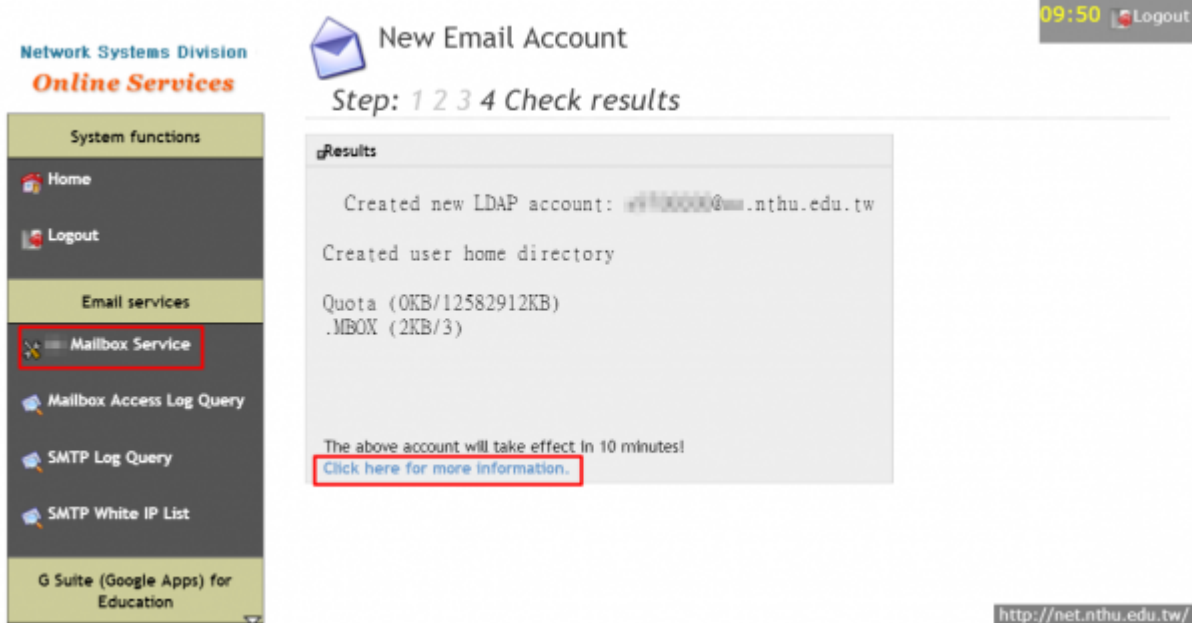 09:50 Logout
Network Systems Division
Online Services
New Email Account
Step: 1 2 3 4 Check results
System functions
Home
Logout
Email services
Mailbox Service
Mailbox Access Log Query
SMTP Log Query
SMTP White IP List
G Suite (Google Apps) for
Education
Results
Created new LDAP account: .nthu.edu.tw
Created user home directory
Quota (0KB/12582912KB)
.MBOX (2KB/3)
The above account will take effect in 10 minutes!
Click here for more information.
http://net.nthu.edu.tw/